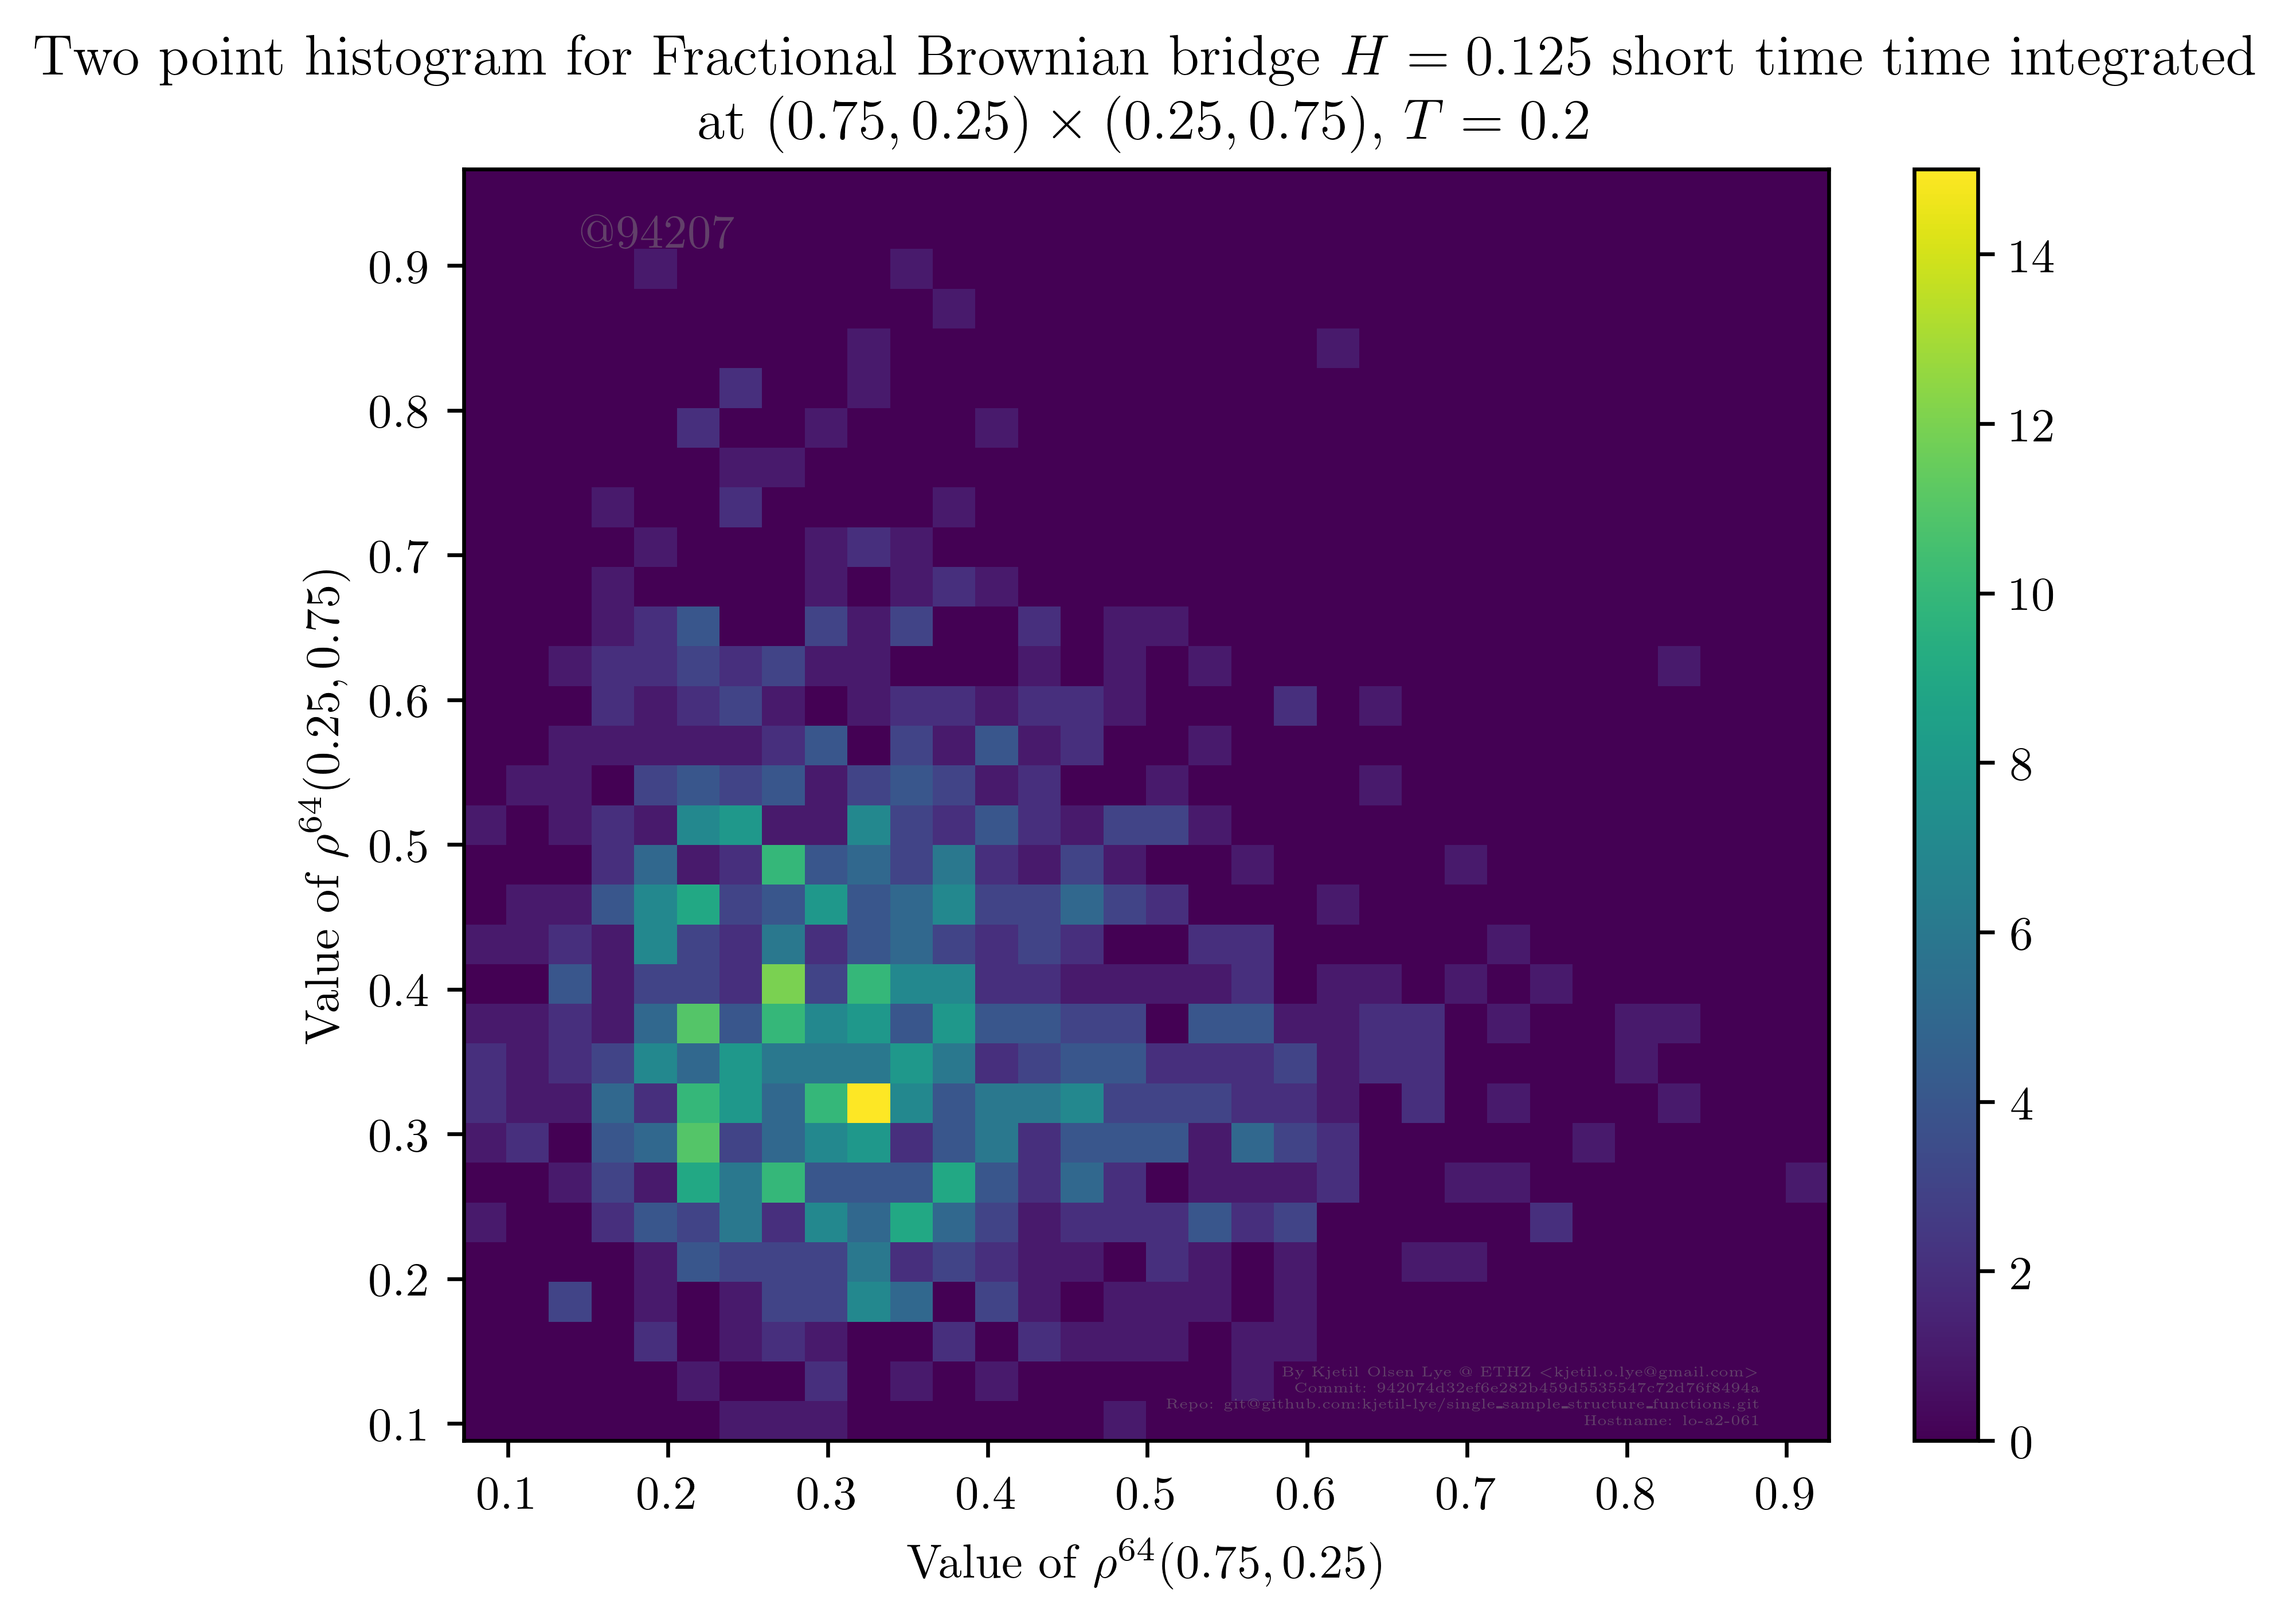 Two point histogram for Fractional Brownian bridge H = 0.125 short time time integrated
at (0.75, 0.25) × (0.25, 0.75), T = 0.2
@94207
Value of ρ^64(0.25, 0.75)
0.9
0.8
0.7
0.6
0.5
0.4
0.3
0.2
0.1
0.1 0.2 0.3 0.4 0.5 0.6 0.7 0.8 0.9
Value of ρ^64(0.75, 0.25)
14
12
10
8
6
4
2
0
By Kjetil Olsen Lye @ ETHZ <kjetil.o.lye@gmail.com>
Commit: 942074d32ef6e282b459d5535547c72d76f8494a
Repo: git@github.com:kjetil-lye/single_sample_structure_functions.git
Hostname: lo-a2-061